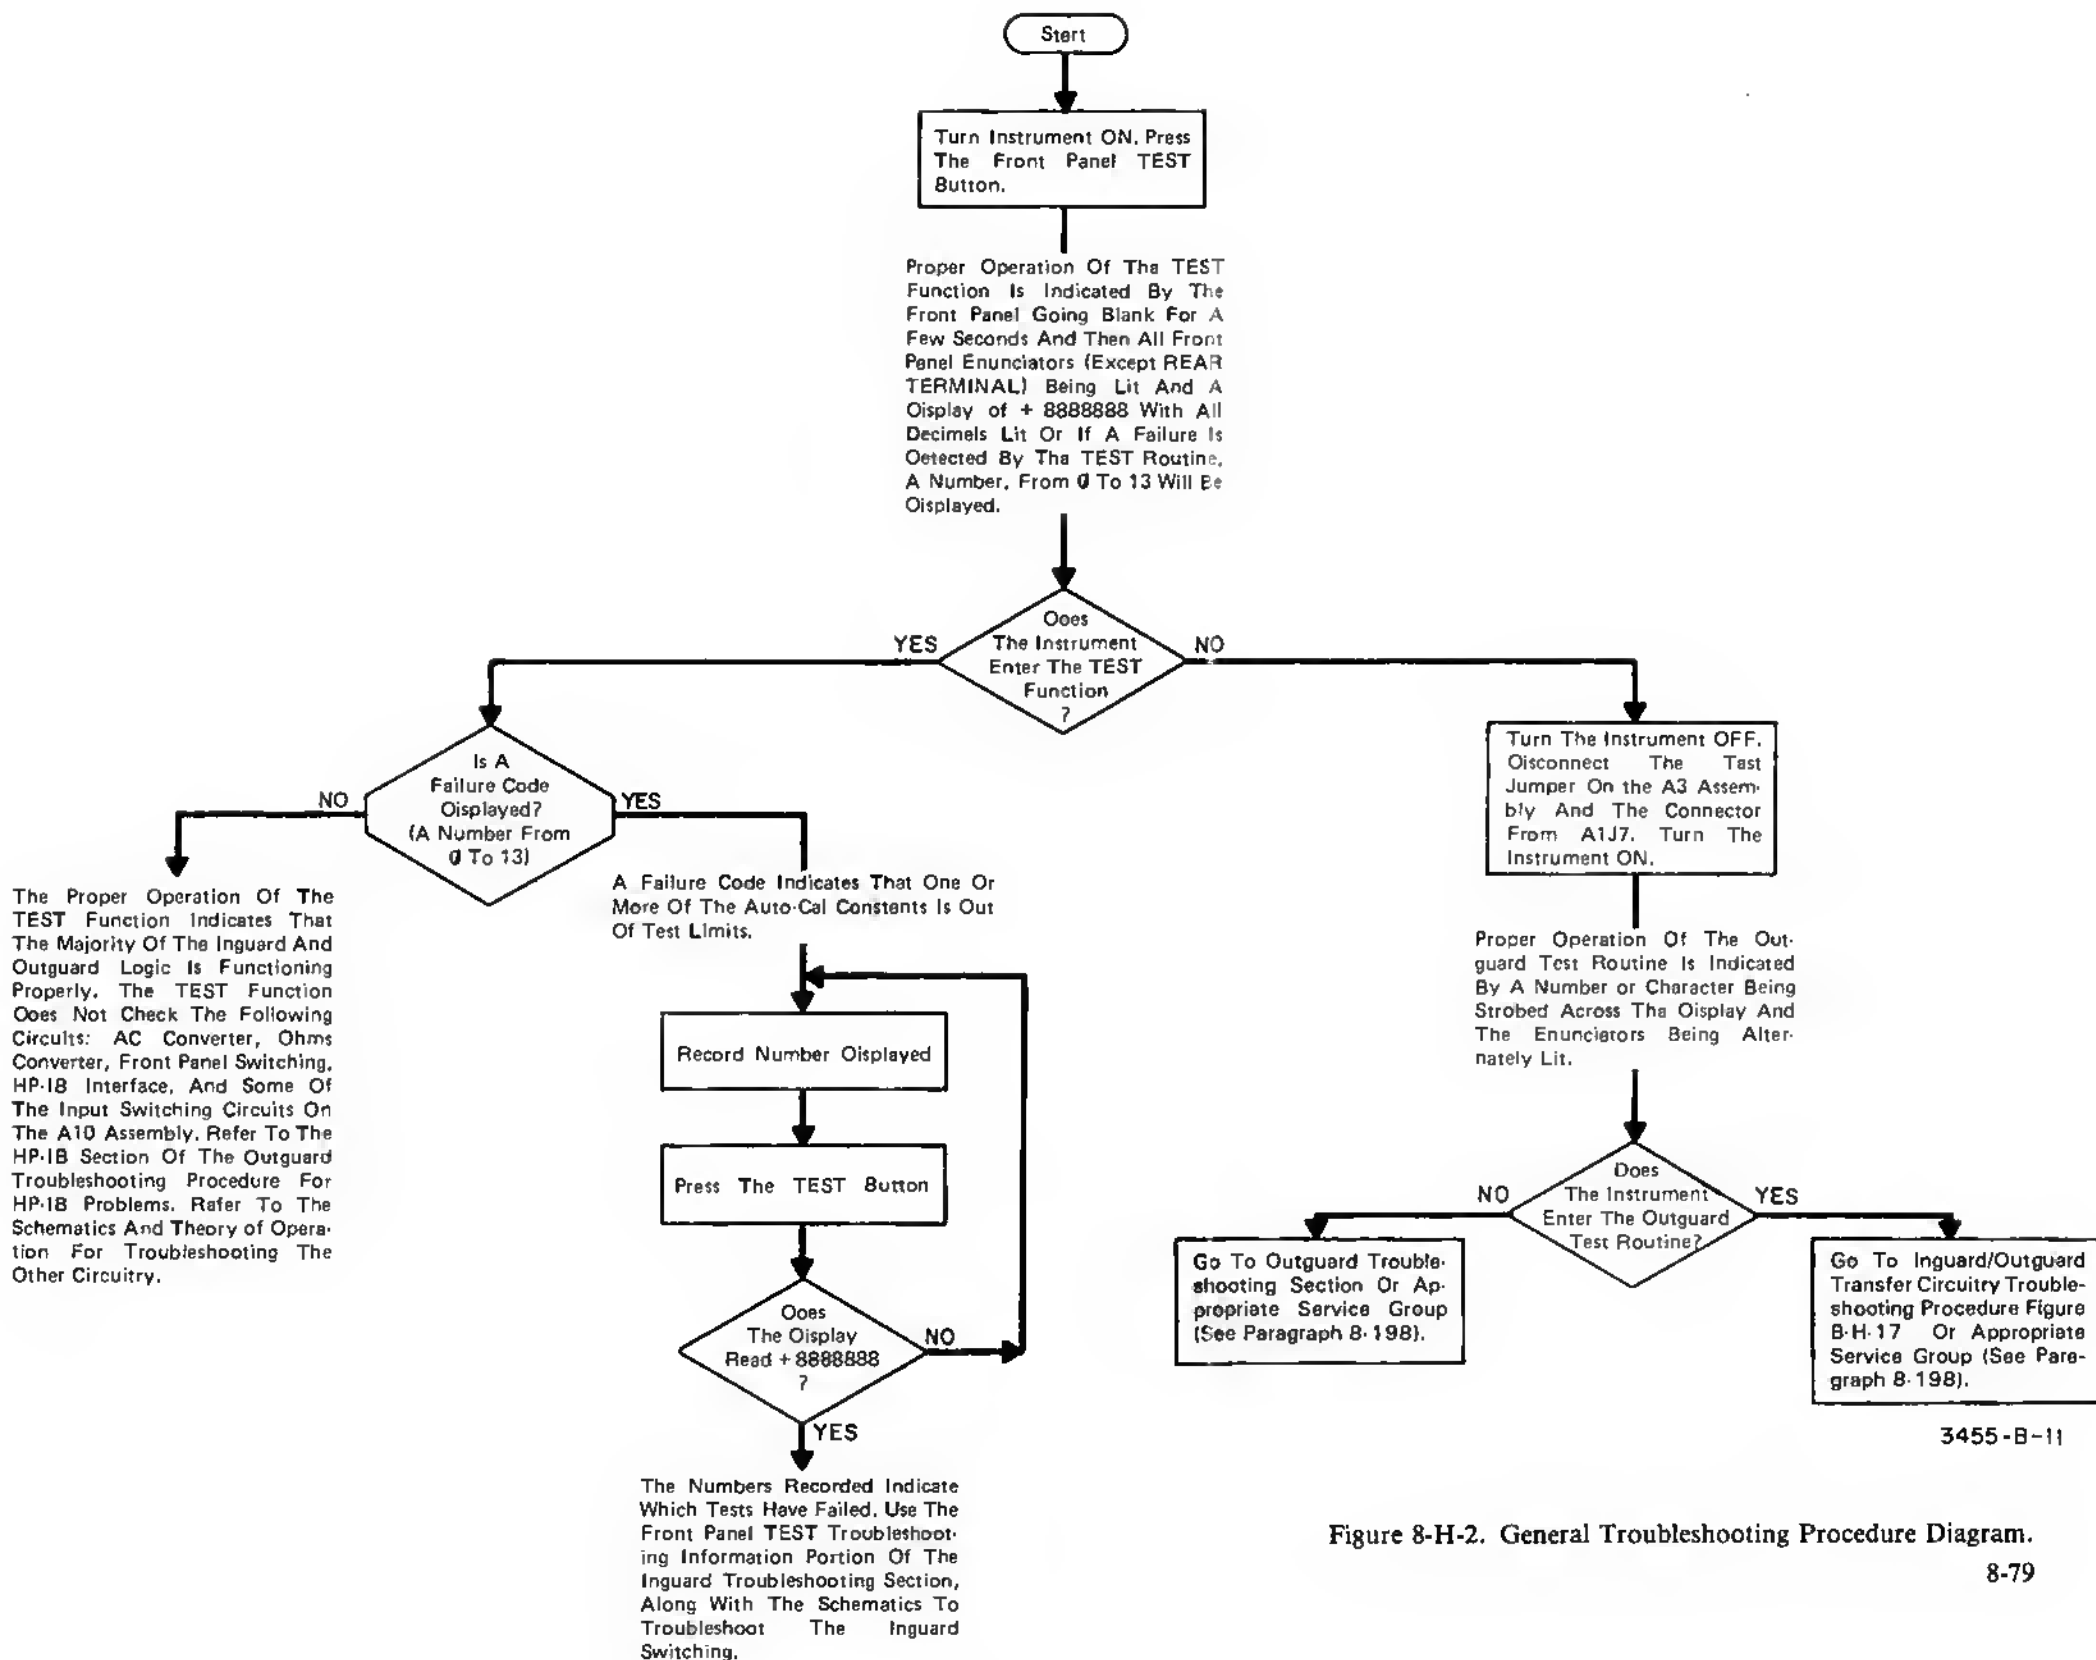 Start
Turn Instrument ON. Press
The Front Panel TEST
Button.
Proper Operation Of The TEST
Function Is Indicated By The
Front Panel Going Blank For A
Few Seconds And Then All Front
Panel Enunciators (Except REAR
TERMINAL) Being Lit And A
Display of + 8888888 With All
Decimels Lit Or If A Failure Is
Detected By The TEST Routine,
A Number, From 0 To 13 Will Be
Displayed.
Does
The Instrument
Enter The TEST
Function
?
YES
NO
Is A
Failure Code
Displayed?
(A Number From
0 To 13)
NO
YES
The Proper Operation Of The
TEST Function Indicates That
The Majority Of The Inguard And
Outguard Logic Is Functioning
Properly. The TEST Function
Does Not Check The Following
Circuits: AC Converter, Ohms
Converter, Front Panel Switching,
HP-IB Interface, And Some Of
The Input Switching Circuits On
The A10 Assembly. Refer To The
HP-IB Section Of The Outguard
Troubleshooting Procedure For
HP-IB Problems. Refer To The
Schematics And Theory of Opera-
tion For Troubleshooting The
Other Circuitry.
A Failure Code Indicates That One Or
More Of The Auto-Cal Constants Is Out
Of Test Limits.
Record Number Displayed
Press The TEST Button
Does
The Display
Read + 8888888
?
NO
YES
The Numbers Recorded Indicate
Which Tests Have Failed. Use The
Front Panel TEST Troubleshoot-
ing Information Portion Of The
Inguard Troubleshooting Section,
Along With The Schematics To
Troubleshoot The Inguard
Switching.
Turn The Instrument OFF.
Disconnect The Test
Jumper On the A3 Assem-
bly And The Connector
From A1J7. Turn The
Instrument ON.
Proper Operation Of The Out-
guard Test Routine Is Indicated
By A Number or Character Being
Strobed Across The Display And
The Enunciators Being Alter-
nately Lit.
Does
The Instrument
Enter The Outguard
Test Routine?
NO
YES
Go To Outguard Trouble-
shooting Section Or Ap-
propriate Service Group
(See Paragraph 8-198).
Go To Inguard/Outguard
Transfer Circuitry Trouble-
shooting Procedure Figure
8-H-17 Or Appropriate
Service Group (See Para-
graph 8-198).
3455-B-11
Figure 8-H-2. General Troubleshooting Procedure Diagram.
8-79